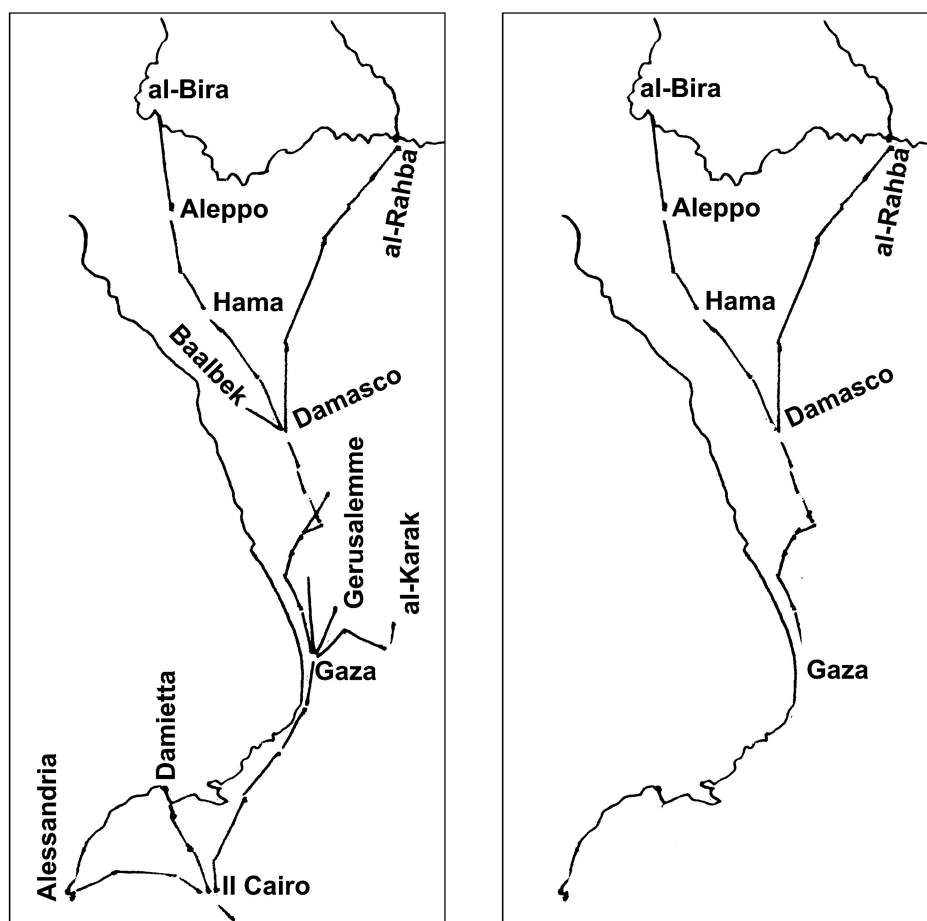 al-Bira
Aleppo
al-Rahba
Hama
Baalbek
Damasco
Gerusalemme
al-Karak
Gaza
Damietta
Alessandria
Il Cairo
al-Bira
Aleppo
al-Rahba
Hama
Damasco
Gaza